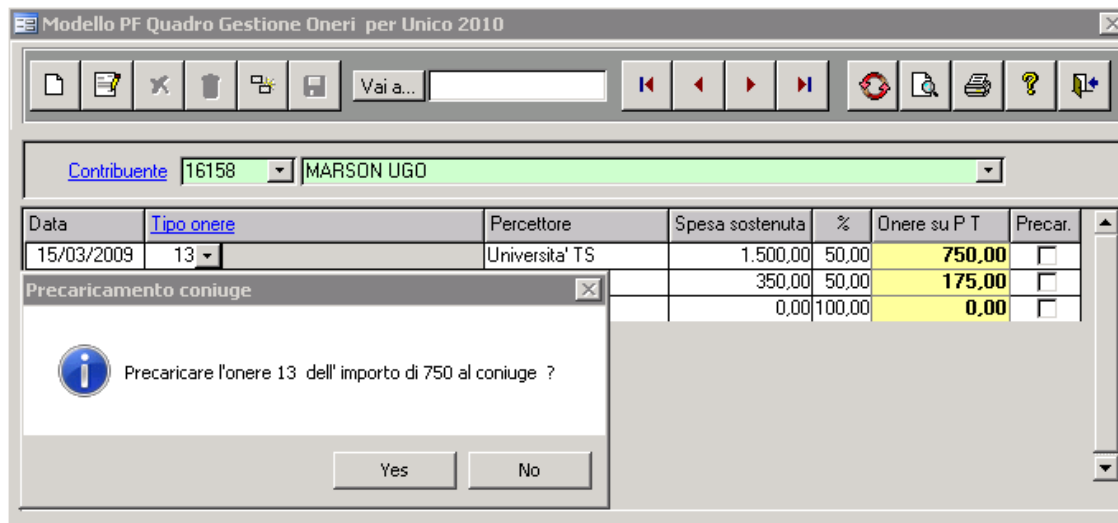 Modello PF Quadro Gestione Oneri per Unico 2010
Vai a...
Contribuente 16158 MARSON UGO
Data Tipo onere Percettore Spesa sostenuta % Onere su P T Precar.
15/03/2009 13 Universita' TS 1.500,00 50,00 750,00
350,00 50,00 175,00
0,00 100,00 0,00
Precaricamento coniuge
Precaricare l'onere 13 dell' importo di 750 al coniuge ?
Yes No